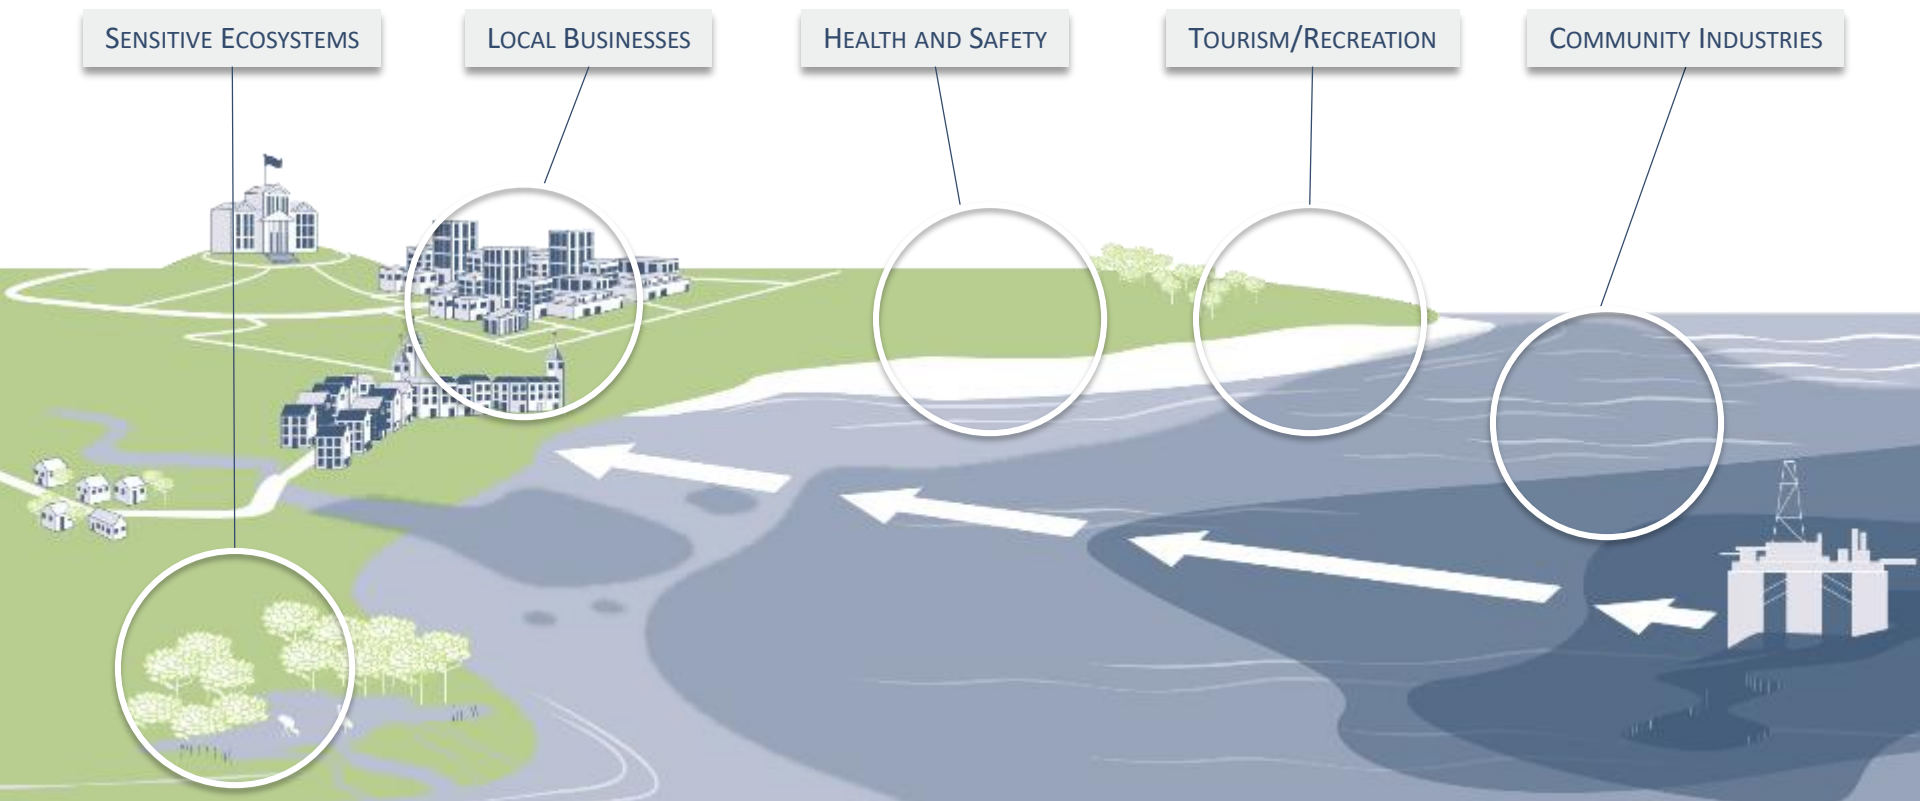 Sensitive Ecosystems
Local Businesses
Health and Safety
Tourism/Recreation
Community Industries